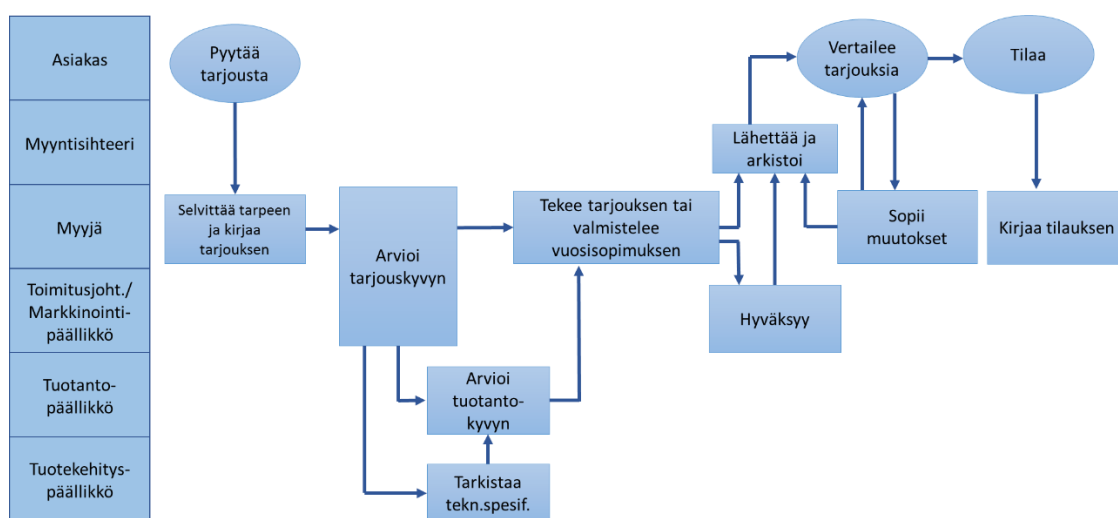 Asiakas
Myyntisihteeri
Myyjä
Toimitusjoht./
Markkinointi-
päällikkö
Tuotanto-
päällikkö
Tuotekehitys-
päällikkö
Pyytää
tarjousta
Selvittää tarpeen
ja kirjaa
tarjouksen
Arvioi
tarjouskyvyn
Arvioi
tuotanto-
kyvyn
Tarkistaa
tekn.spesif.
Tekee tarjouksen tai
valmistelee
vuosisopimuksen
Lähettää ja
arkistoi
Hyväksyy
Vertailee
tarjouksia
Sopii
muutokset
Tilaa
Kirjaa tilauksen